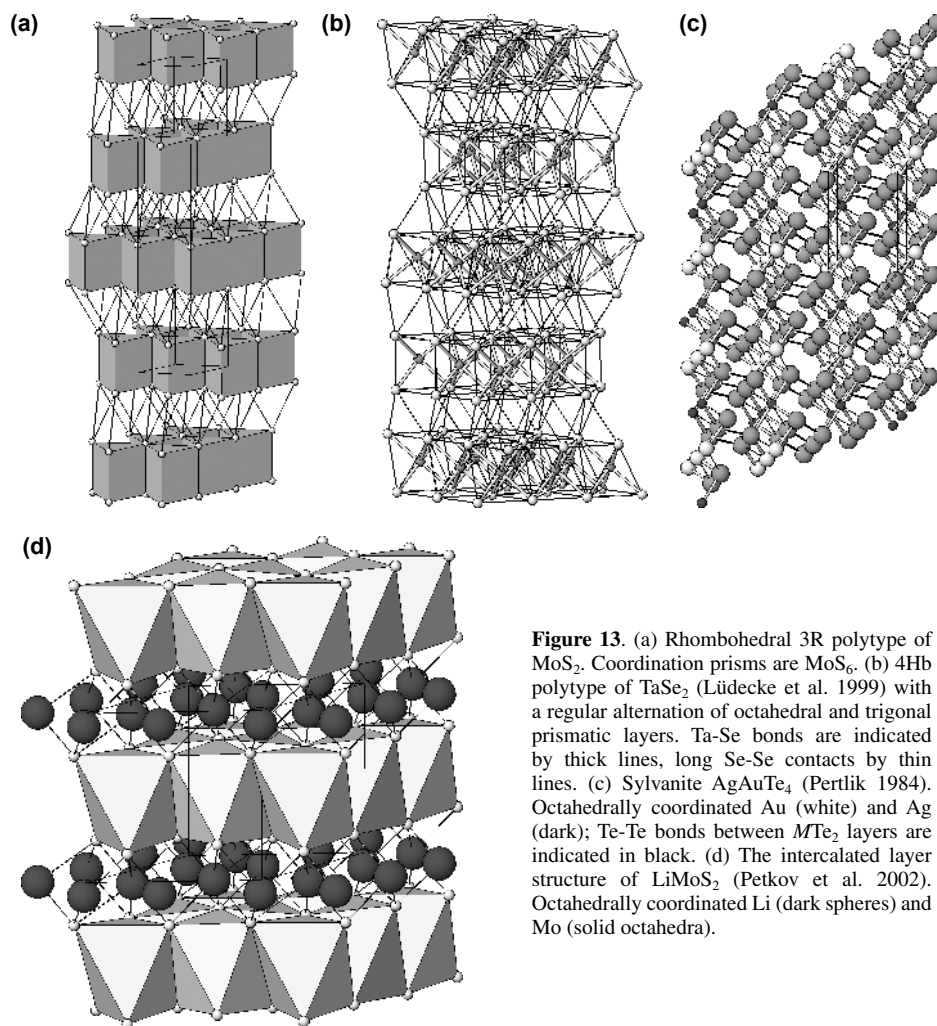 (a)
(b)
(c)
(d)
Figure 13. (a) Rhombohedral 3R polytype of
MoS2. Coordination prisms are MoS6. (b) 4Hb
polytype of TaSe2 (Lüdecke et al. 1999) with
a regular alternation of octahedral and trigonal
prismatic layers. Ta-Se bonds are indicated
by thick lines, long Se-Se contacts by thin
lines. (c) Sylvanite AgAuTe4 (Pertlik 1984).
Octahedrally coordinated Au (white) and Ag
(dark); Te-Te bonds between MTe2 layers are
indicated in black. (d) The intercalated layer
structure of LiMoS2 (Petkov et al. 2002).
Octahedrally coordinated Li (dark spheres) and
Mo (solid octahedra).